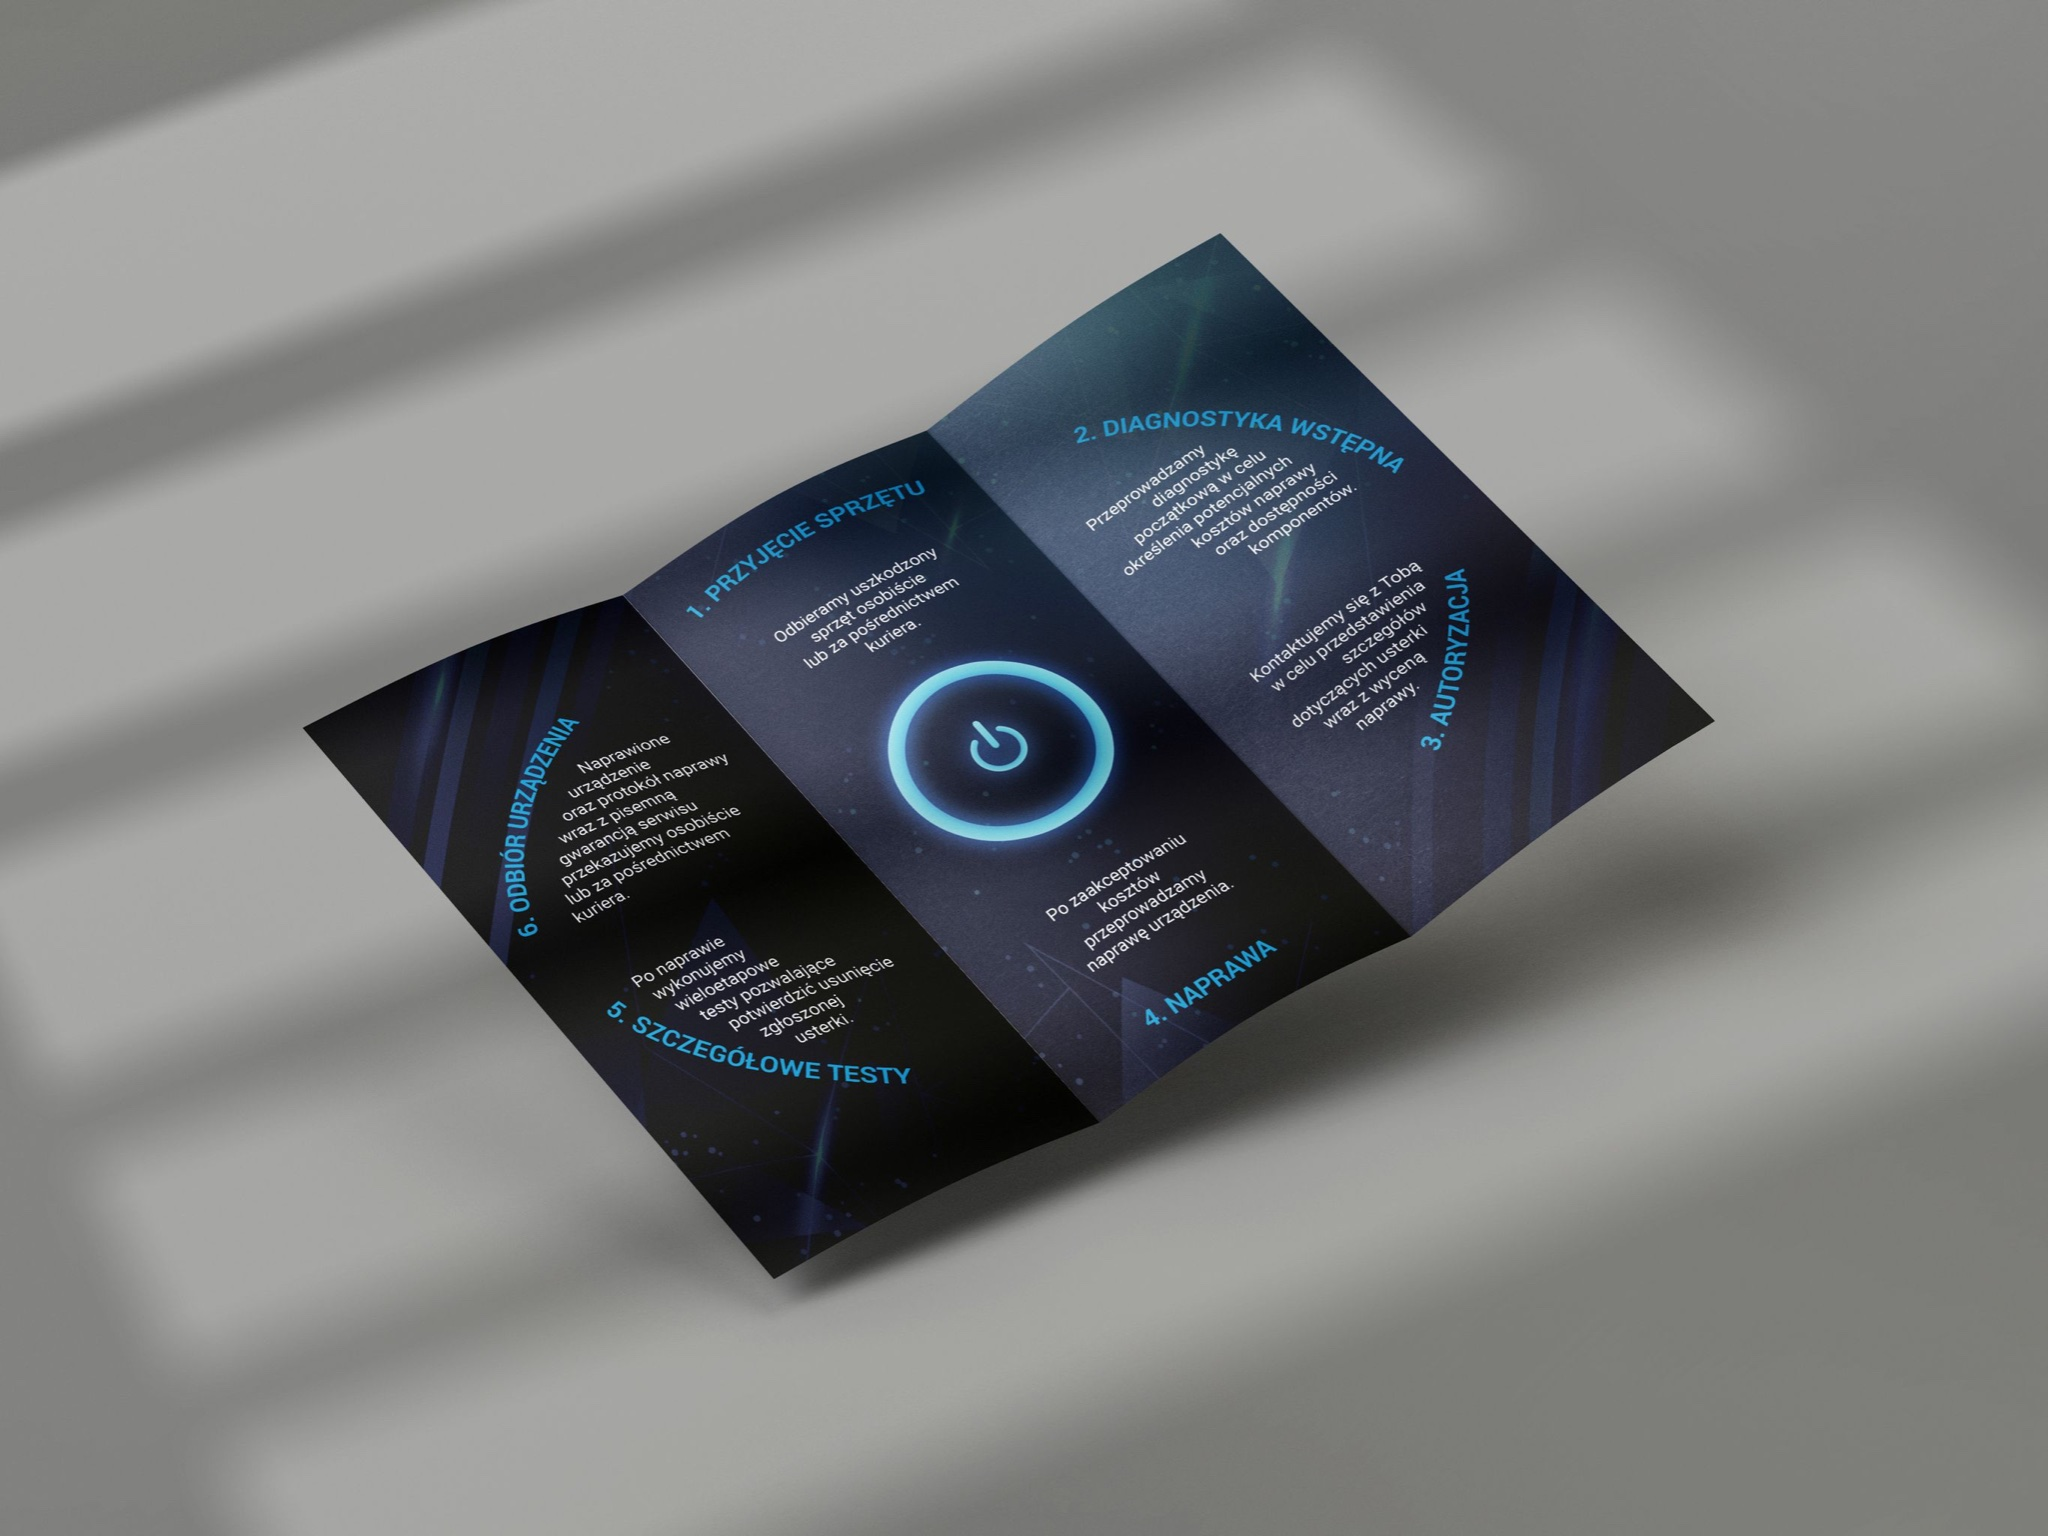 1. PRZYJĘCIE SPRZĘTU
Odbieramy uszkodzony
sprzęt osobiście
lub za pośrednictwem
kuriera.
2. DIAGNOSTYKA WSTĘPNA
Przeprowadzamy
diagnostykę
początkową w celu
określenia potencjalnych
kosztów naprawy
oraz dostępności
komponentów.
3. AUTORYZACJA
Kontaktujemy się z Tobą
w celu przedstawienia
szczegółów
dotyczących usterki
wraz z wyceną
naprawy.
4. NAPRAWA
Po zaakceptowaniu
kosztów
przeprowadzamy
naprawę urządzenia.
5. SZCZEGÓŁOWE TESTY
Po naprawie
wykonujemy
wieloetapowe
testy pozwalające
potwierdzić usunięcie
zgłoszonej
usterki.
6. ODBIÓR URZĄDZENIA
Naprawione
urządzenie
oraz protokół naprawy
wraz z pisemną
gwarancją serwisu
przekazujemy osobiście
lub za pośrednictwem
kuriera.